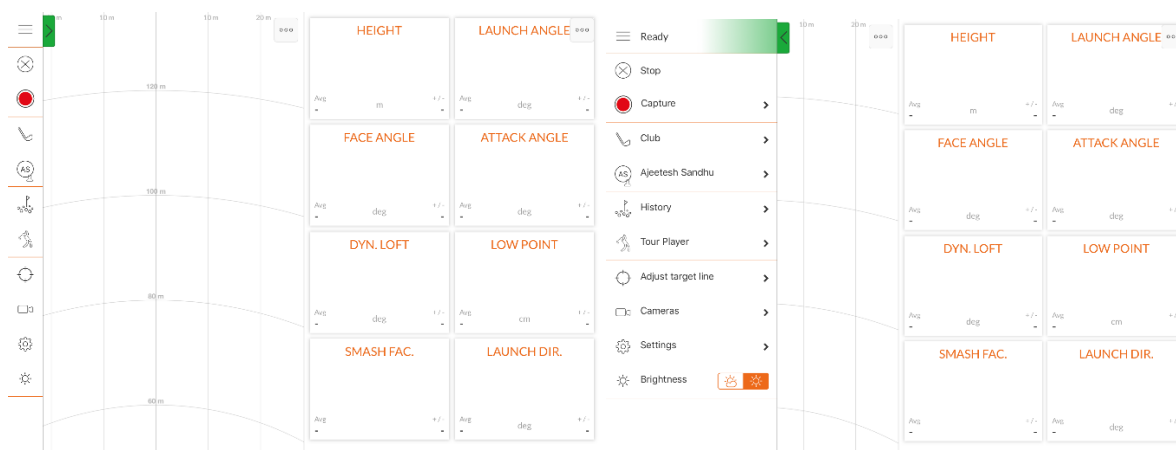 m 10 m 10 m 20 m
120 m
100 m
80 m
60 m
AS
HEIGHT LAUNCH ANGLE
Avg m +/- Avg deg +/-
- - - -
FACE ANGLE ATTACK ANGLE
Avg deg +/- Avg deg +/-
- - - -
DYN. LOFT LOW POINT
Avg deg +/- Avg cm +/-
- - - -
SMASH FAC. LAUNCH DIR.
Avg +/- Avg deg +/-
- - - -
Ready
Stop
Capture
Club
AS Ajeetesh Sandhu
History
Tour Player
Adjust target line
Cameras
Settings
Brightness
10 m 20 m
HEIGHT LAUNCH ANGLE
Avg m +/- Avg deg +/
- - - -
FACE ANGLE ATTACK ANGLE
Avg deg +/- Avg deg +/
- - - -
DYN. LOFT LOW POINT
Avg deg +/- Avg cm +/
- - - -
SMASH FAC. LAUNCH DIR.
Avg +/- Avg deg +/
- - - -